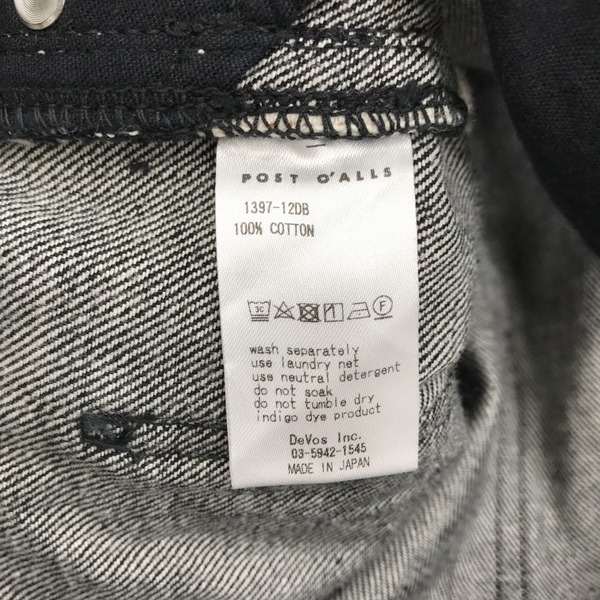 POST O'ALLS
1397-12DB
100% COTTON
30
F
wash separately
use laundry net
use neutral detergent
do not soak
do not tumble dry
indigo dye product
DeVos Inc.
03-5942-1545
MADE IN JAPAN